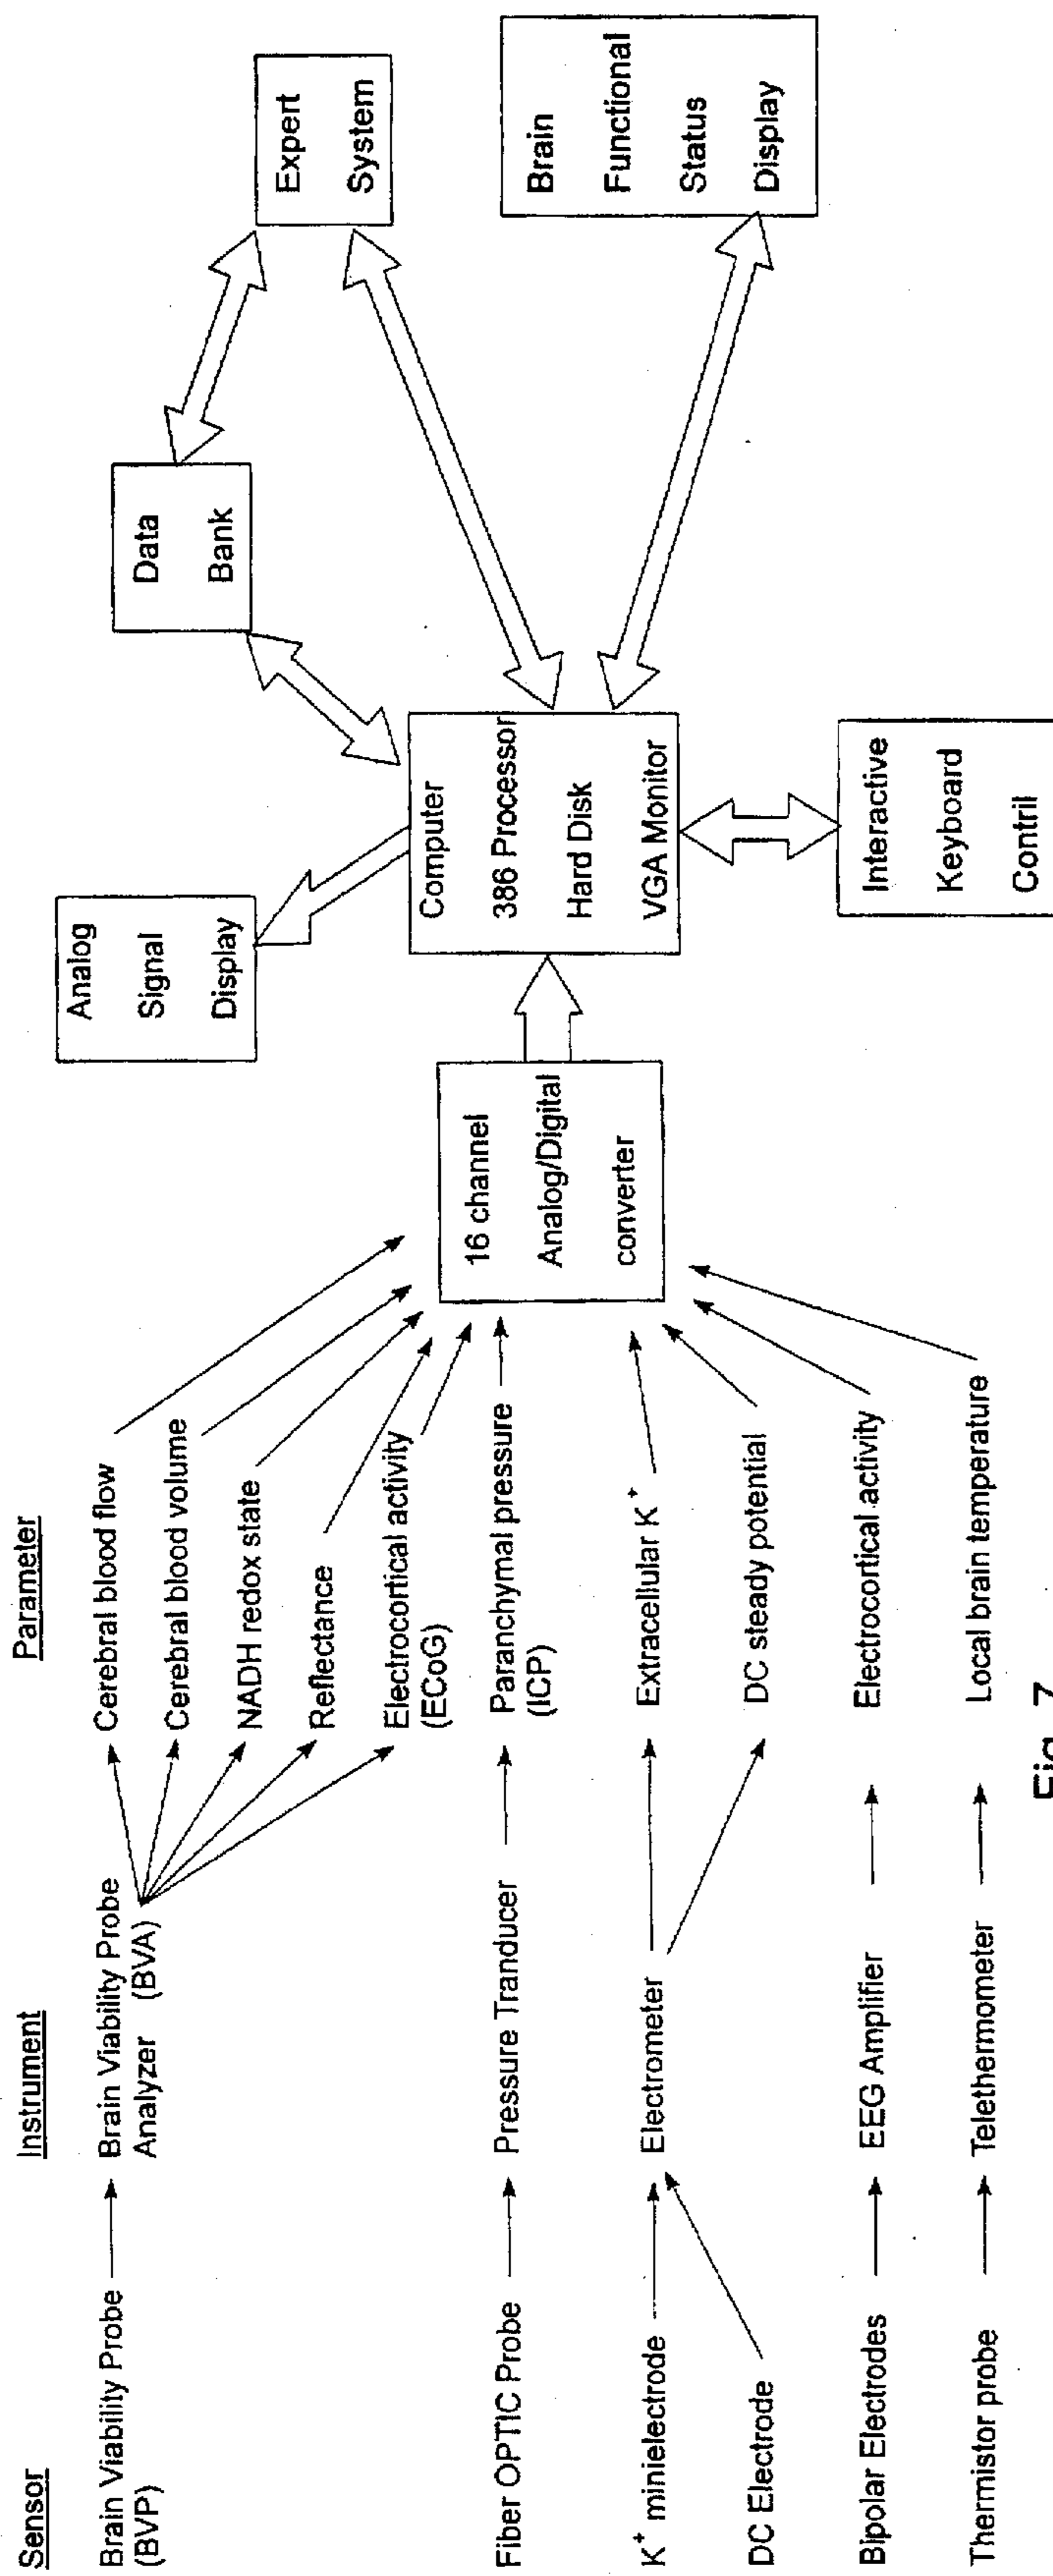 Sensor
Instrument
Parameter
Brain Viability Probe
(BVP)
Brain Viability Probe
Analyzer (BVA)
Cerebral blood flow
Cerebral blood volume
NADH redox state
Reflectance
Electrocortical activity
(ECoG)
Fiber OPTIC Probe
Pressure Tranducer
Paranchymal pressure
(ICP)
K⁺ minielectrode
Electrometer
Extracellular K⁺
DC Electrode
DC steady potential
Bipolar Electrodes
EEG Amplifier
Electrocortical activity
Thermistor probe
Telethermometer
Local brain temperature
16 channel
Analog/Digital
converter
Analog
Signal
Display
Computer
386 Processor
Hard Disk
VGA Monitor
Data
Bank
Expert
System
Brain
Functional
Status
Display
Interactive
Keyboard
Contril
Fig. 7